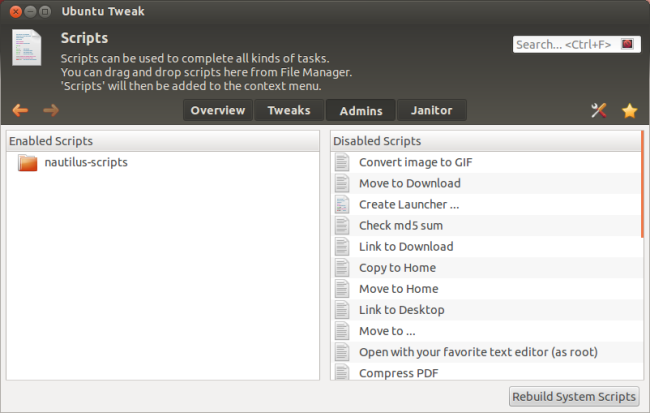 Ubuntu Tweak
Scripts
Scripts can be used to complete all kinds of tasks.
You can drag and drop scripts here from File Manager.
'Scripts' will then be added to the context menu.
Search... <Ctrl+F>
Overview
Tweaks
Admins
Janitor
Enabled Scripts
nautilus-scripts
Disabled Scripts
Convert image to GIF
Move to Download
Create Launcher ...
Check md5 sum
Link to Download
Copy to Home
Move to Home
Link to Desktop
Move to ...
Open with your favorite text editor (as root)
Compress PDF
Rebuild System Scripts